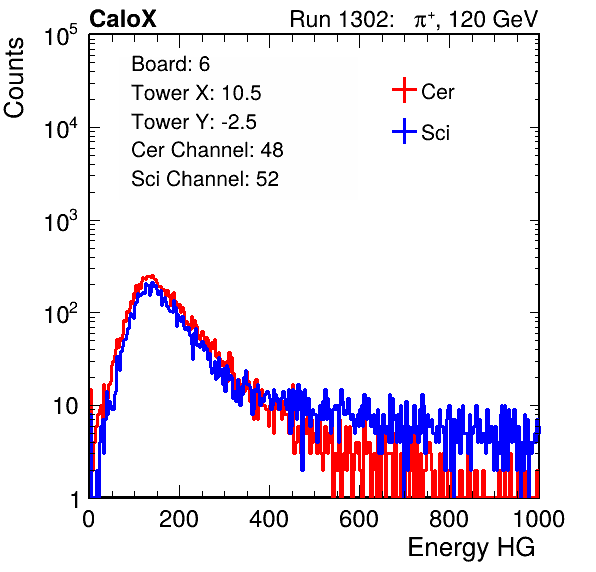 CaloX Run 1302: π⁺, 120 GeV
Counts
10⁵
10⁴
10³
10²
10
1
Board: 6
Tower X: 10.5
Tower Y: -2.5
Cer Channel: 48
Sci Channel: 52
Cer
Sci
0 200 400 600 800 1000
Energy HG